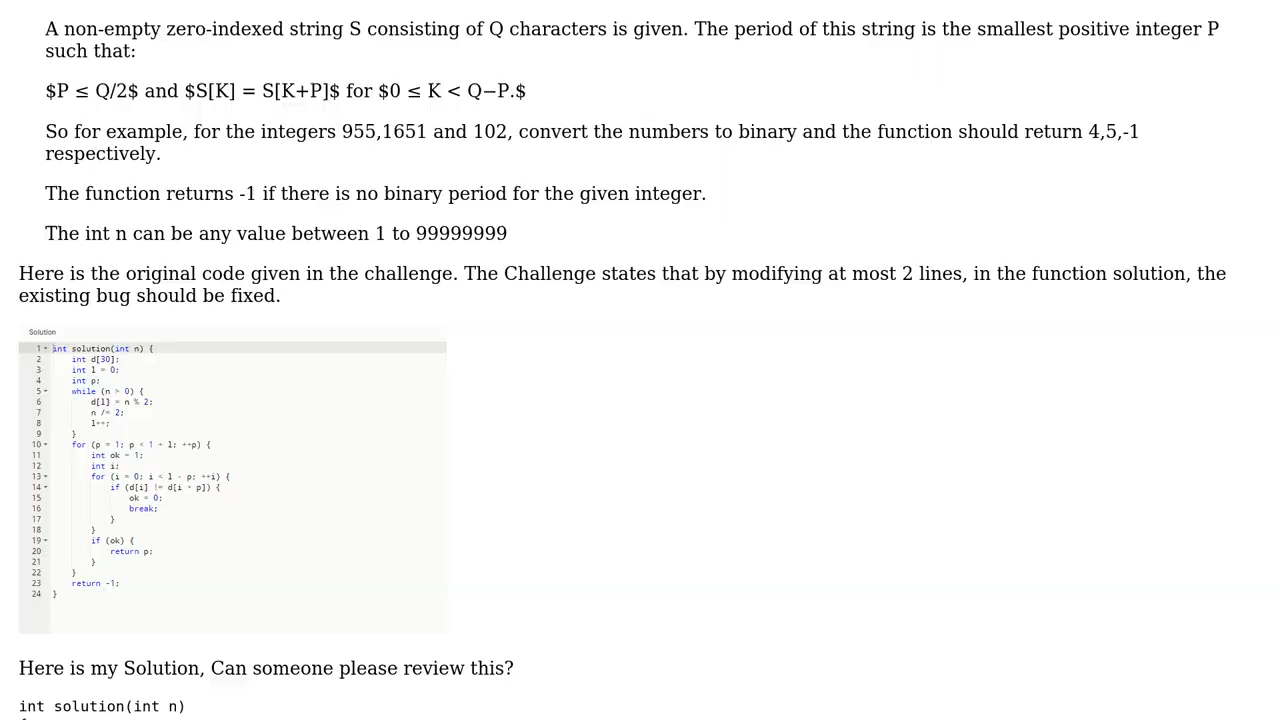 A non-empty zero-indexed string S consisting of Q characters is given. The period of this string is the smallest positive integer P
such that:
$P ≤ Q/2$ and $S[K] = S[K+P]$ for $0 ≤ K < Q−P.$
So for example, for the integers 955,1651 and 102, convert the numbers to binary and the function should return 4,5,-1
respectively.
The function returns -1 if there is no binary period for the given integer.
The int n can be any value between 1 to 99999999
Here is the original code given in the challenge. The Challenge states that by modifying at most 2 lines, in the function solution, the
existing bug should be fixed.
Solution
1 int solution(int n) {
2 int d[30];
3 int l = 0;
4 int p;
5 while (n > 0) {
6 d[l] = n % 2;
7 n /= 2;
8 l++;
9 }
10 for (p = 1; p < 1 + l; ++p) {
11 int ok = 1;
12 int i;
13 for (i = 0; i < l - p; ++i) {
14 if (d[i] != d[i + p]) {
15 ok = 0;
16 break;
17 }
18 }
19 if (ok) {
20 return p;
21 }
22 }
23 return -1;
24 }
Here is my Solution, Can someone please review this?
int solution(int n)